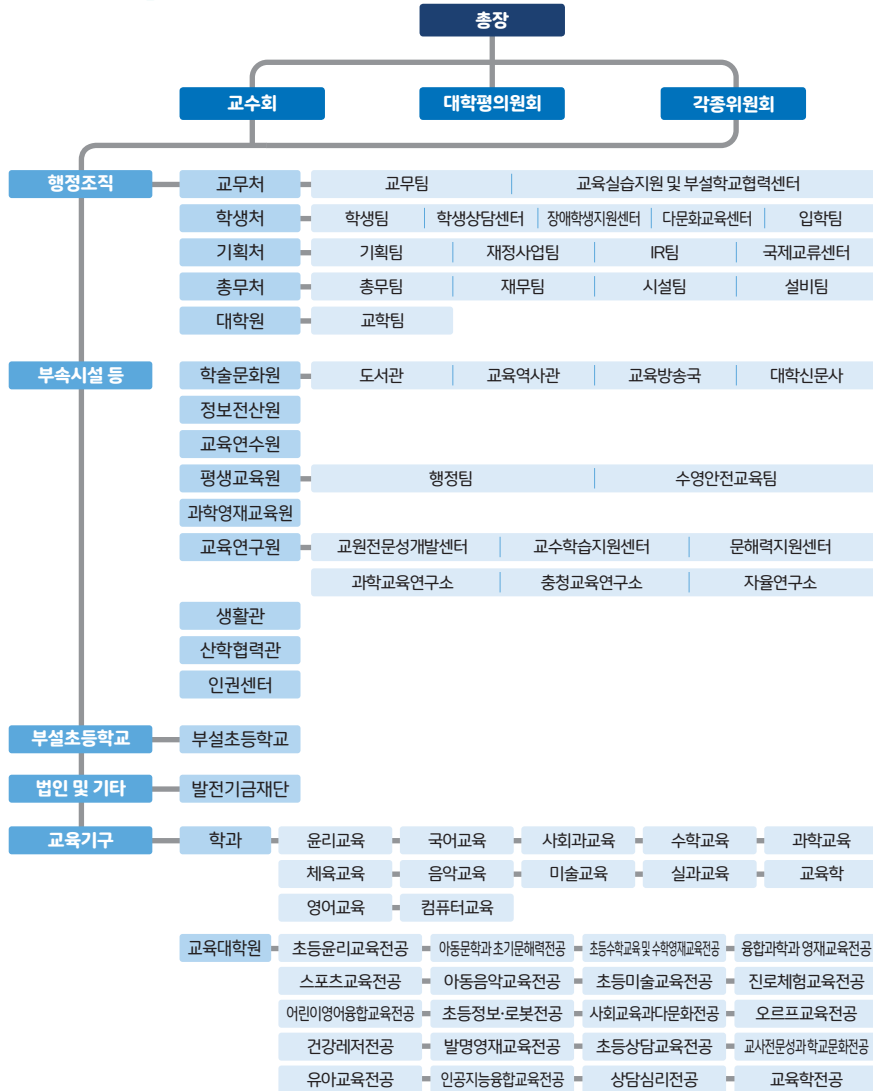 총장
교수회 대학평의원회 각종위원회
행정조직 교무처 교무팀 교육실습지원 및 부설학교협력센터
학생처 학생팀 학생상담센터 장애학생지원센터 다문화교육센터 입학팀
기획처 기획팀 재정사업팀 IR팀 국제교류센터
총무처 총무팀 재무팀 시설팀 설비팀
대학원 교학팀
부속시설 등 학술문화원 도서관 교육역사관 교육방송국 대학신문사
정보전산원
교육연수원
평생교육원 행정팀 수영안전교육팀
과학영재교육원
교육연구원 교원전문성개발센터 교수학습지원센터 문해력지원센터
과학교육연구소 충청교육연구소 자율연구소
생활관
산학협력관
인권센터
부설초등학교 부설초등학교
법인 및 기타 발전기금재단
교육기구 학과 윤리교육 국어교육 사회과교육 수학교육 과학교육
체육교육 음악교육 미술교육 실과교육 교육학
영어교육 컴퓨터교육
교육대학원 초등윤리교육전공 아동문학과 초기문해력전공 초등수학교육 및 수학영재교육전공 융합과학과 영재교육전공
스포츠교육전공 아동음악교육전공 초등미술교육전공 진로체험교육전공
어린이영어융합교육전공 초등정보·로봇전공 사회교육과다문화전공 오르프교육전공
건강레저전공 발명영재교육전공 초등상담교육전공 교사전문성과 학교문화전공
유아교육전공 인공지능융합교육전공 상담심리전공 교육학전공